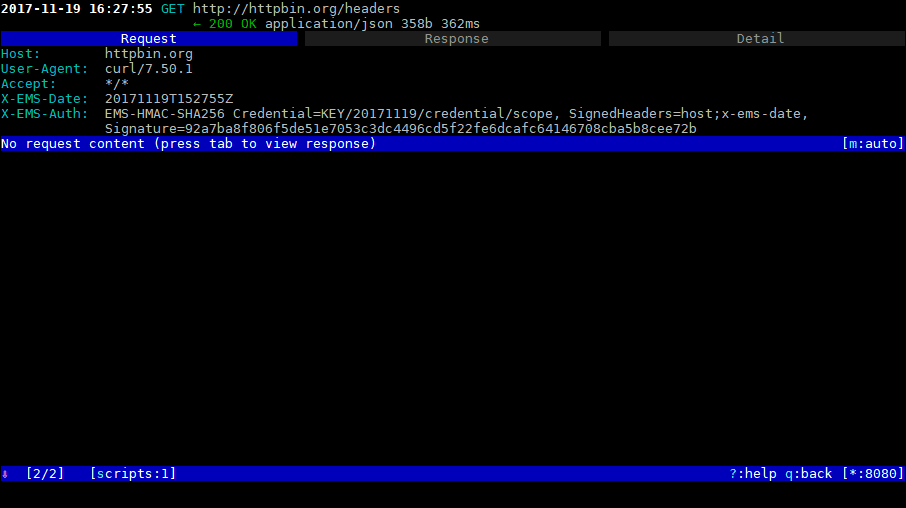 2017-11-19 16:27:55 GET http://httpbin.org/headers
← 200 OK application/json 358b 362ms
Request Response Detail
Host: httpbin.org
User-Agent: curl/7.50.1
Accept: */*
X-EMS-Date: 20171119T152755Z
X-EMS-Auth: EMS-HMAC-SHA256 Credential=KEY/20171119/credential/scope, SignedHeaders=host;x-ems-date,
Signature=92a7ba8f806f5de51e7053c3dc4496cd5f22fe6dcafc64146708cba5b8cee72b
No request content (press tab to view response) [m:auto]
⇩ [2/2] [scripts:1] ?:help q:back [*:8080]